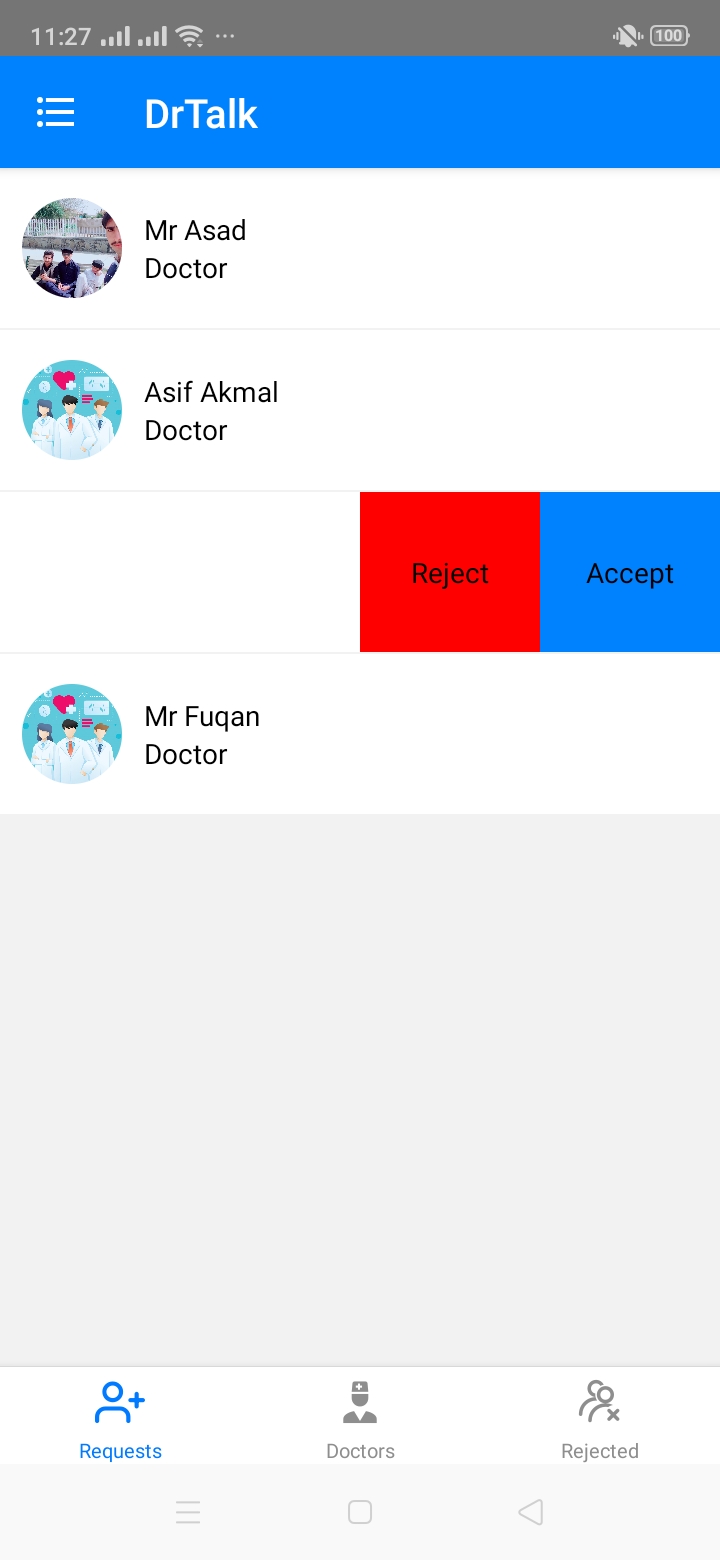 11:27
100
DrTalk
Mr Asad
Doctor
Asif Akmal
Doctor
Reject Accept
Mr Fuqan
Doctor
Requests Doctors Rejected